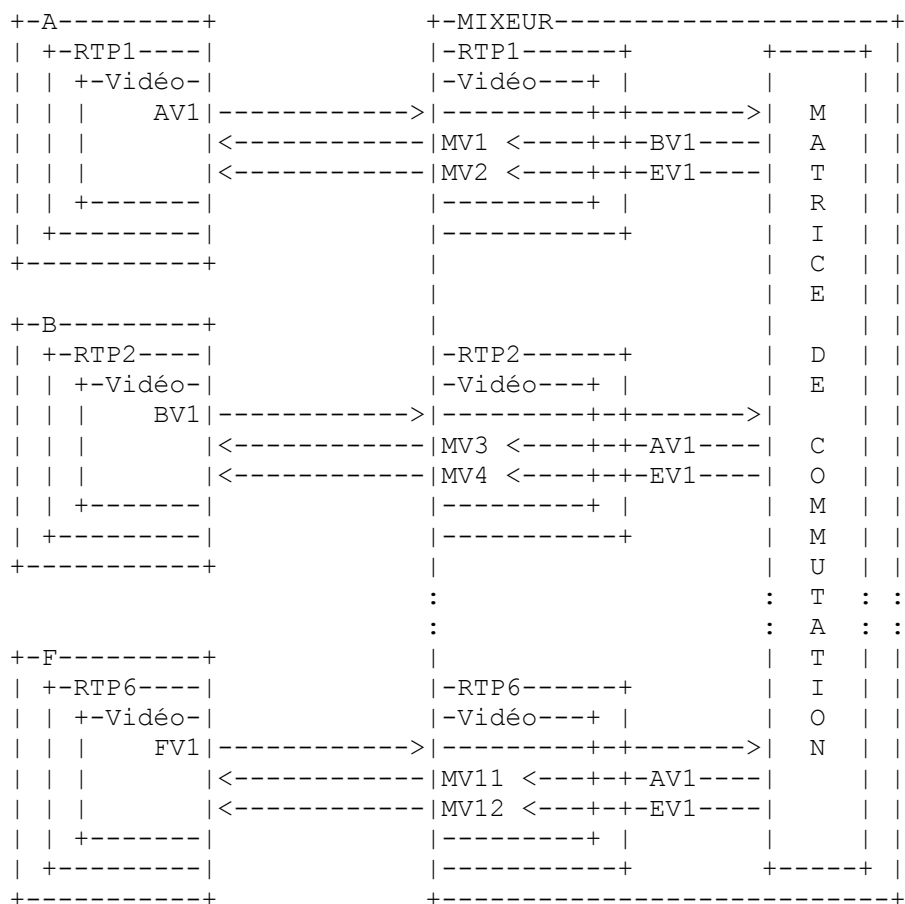 +-A---------+              +-MIXEUR----------------------+
|  +-RTP1----|              |-RTP1------+         +-----+ |
|  | +-Vidéo-|              |-Vidéo---+ |         |     | |
|  | |    AV1|------------->|---------+-+-------->|  M  | |
|  | |       |<-------------|MV1 <----+-+-BV1-----|  A  | |
|  | |       |<-------------|MV2 <----+-+-EV1-----|  T  | |
|  | +-------|              |---------+ |         |  R  | |
|  +---------|              |-----------+         |  I  | |
+-----------+              |                     |  C  | |
                           |                     |  E  | |
+-B---------+              |                     |     | |
|  +-RTP2----|              |-RTP2------+         |  D  | |
|  | +-Vidéo-|              |-Vidéo---+ |         |  E  | |
|  | |    BV1|------------->|---------+-+-------->|     | |
|  | |       |<-------------|MV3 <----+-+-AV1-----|  C  | |
|  | |       |<-------------|MV4 <----+-+-EV1-----|  O  | |
|  | +-------|              |---------+ |         |  M  | |
|  +---------|              |-----------+         |  M  | |
+-----------+              |                     |  U  | |
                           :                     :  T  : :
                           :                     :  A  : :
+-F---------+              |                     |  T  | |
|  +-RTP6----|              |-RTP6------+         |  I  | |
|  | +-Vidéo-|              |-Vidéo---+ |         |  O  | |
|  | |    FV1|------------->|---------+-+-------->|  N  | |
|  | |       |<-------------|MV11 <---+-+-AV1-----|     | |
|  | |       |<-------------|MV12 <---+-+-EV1-----|     | |
|  | +-------|              |---------+ |         |     | |
|  +---------|              |-----------+         +-----+ |
+-----------+              +-----------------------------+